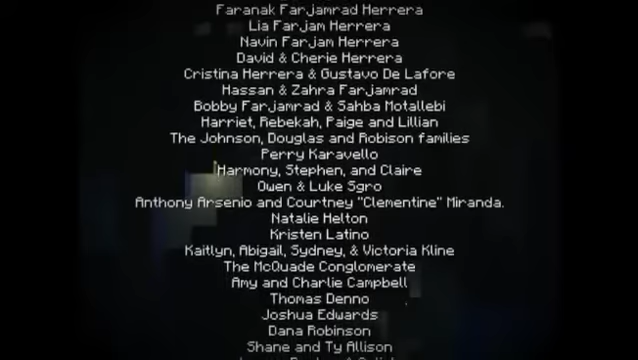 Faranak Farjamrad Herrera
Lia Farjam Herrera
Navin Farjam Herrera
David & Cherie Herrera
Cristina Herrera & Gustavo De Lafore
Hassan & Zahra Farjamrad
Bobby Farjamrad & Sahba Motallebi
Harriet, Rebekah, Paige and Lillian
The Johnson, Douglas and Robison families
Perry Karavello
Harmony, Stephen, and Claire
Owen & Luke Sgro
Anthony Arsenio and Courtney "Clementine" Miranda.
Natalie Helton
Kristen Latino
Kaitlyn, Abigail, Sydney, & Victoria Kline
The McQuade Conglomerate
Amy and Charlie Campbell
Thomas Denno
Joshua Edwards
Dana Robinson
Shane and Ty Allison